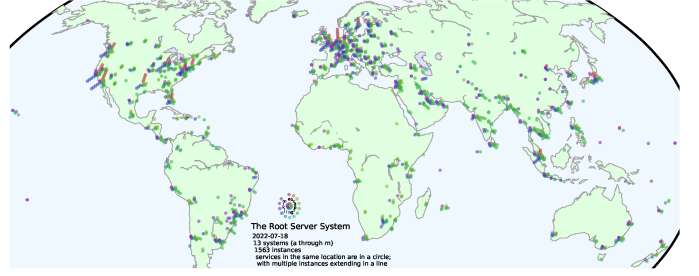 The Root Server System
2022-07-18
13 systems (a through m)
1563 instances
services in the same location are in a circle;
with multiple instances extending in a line